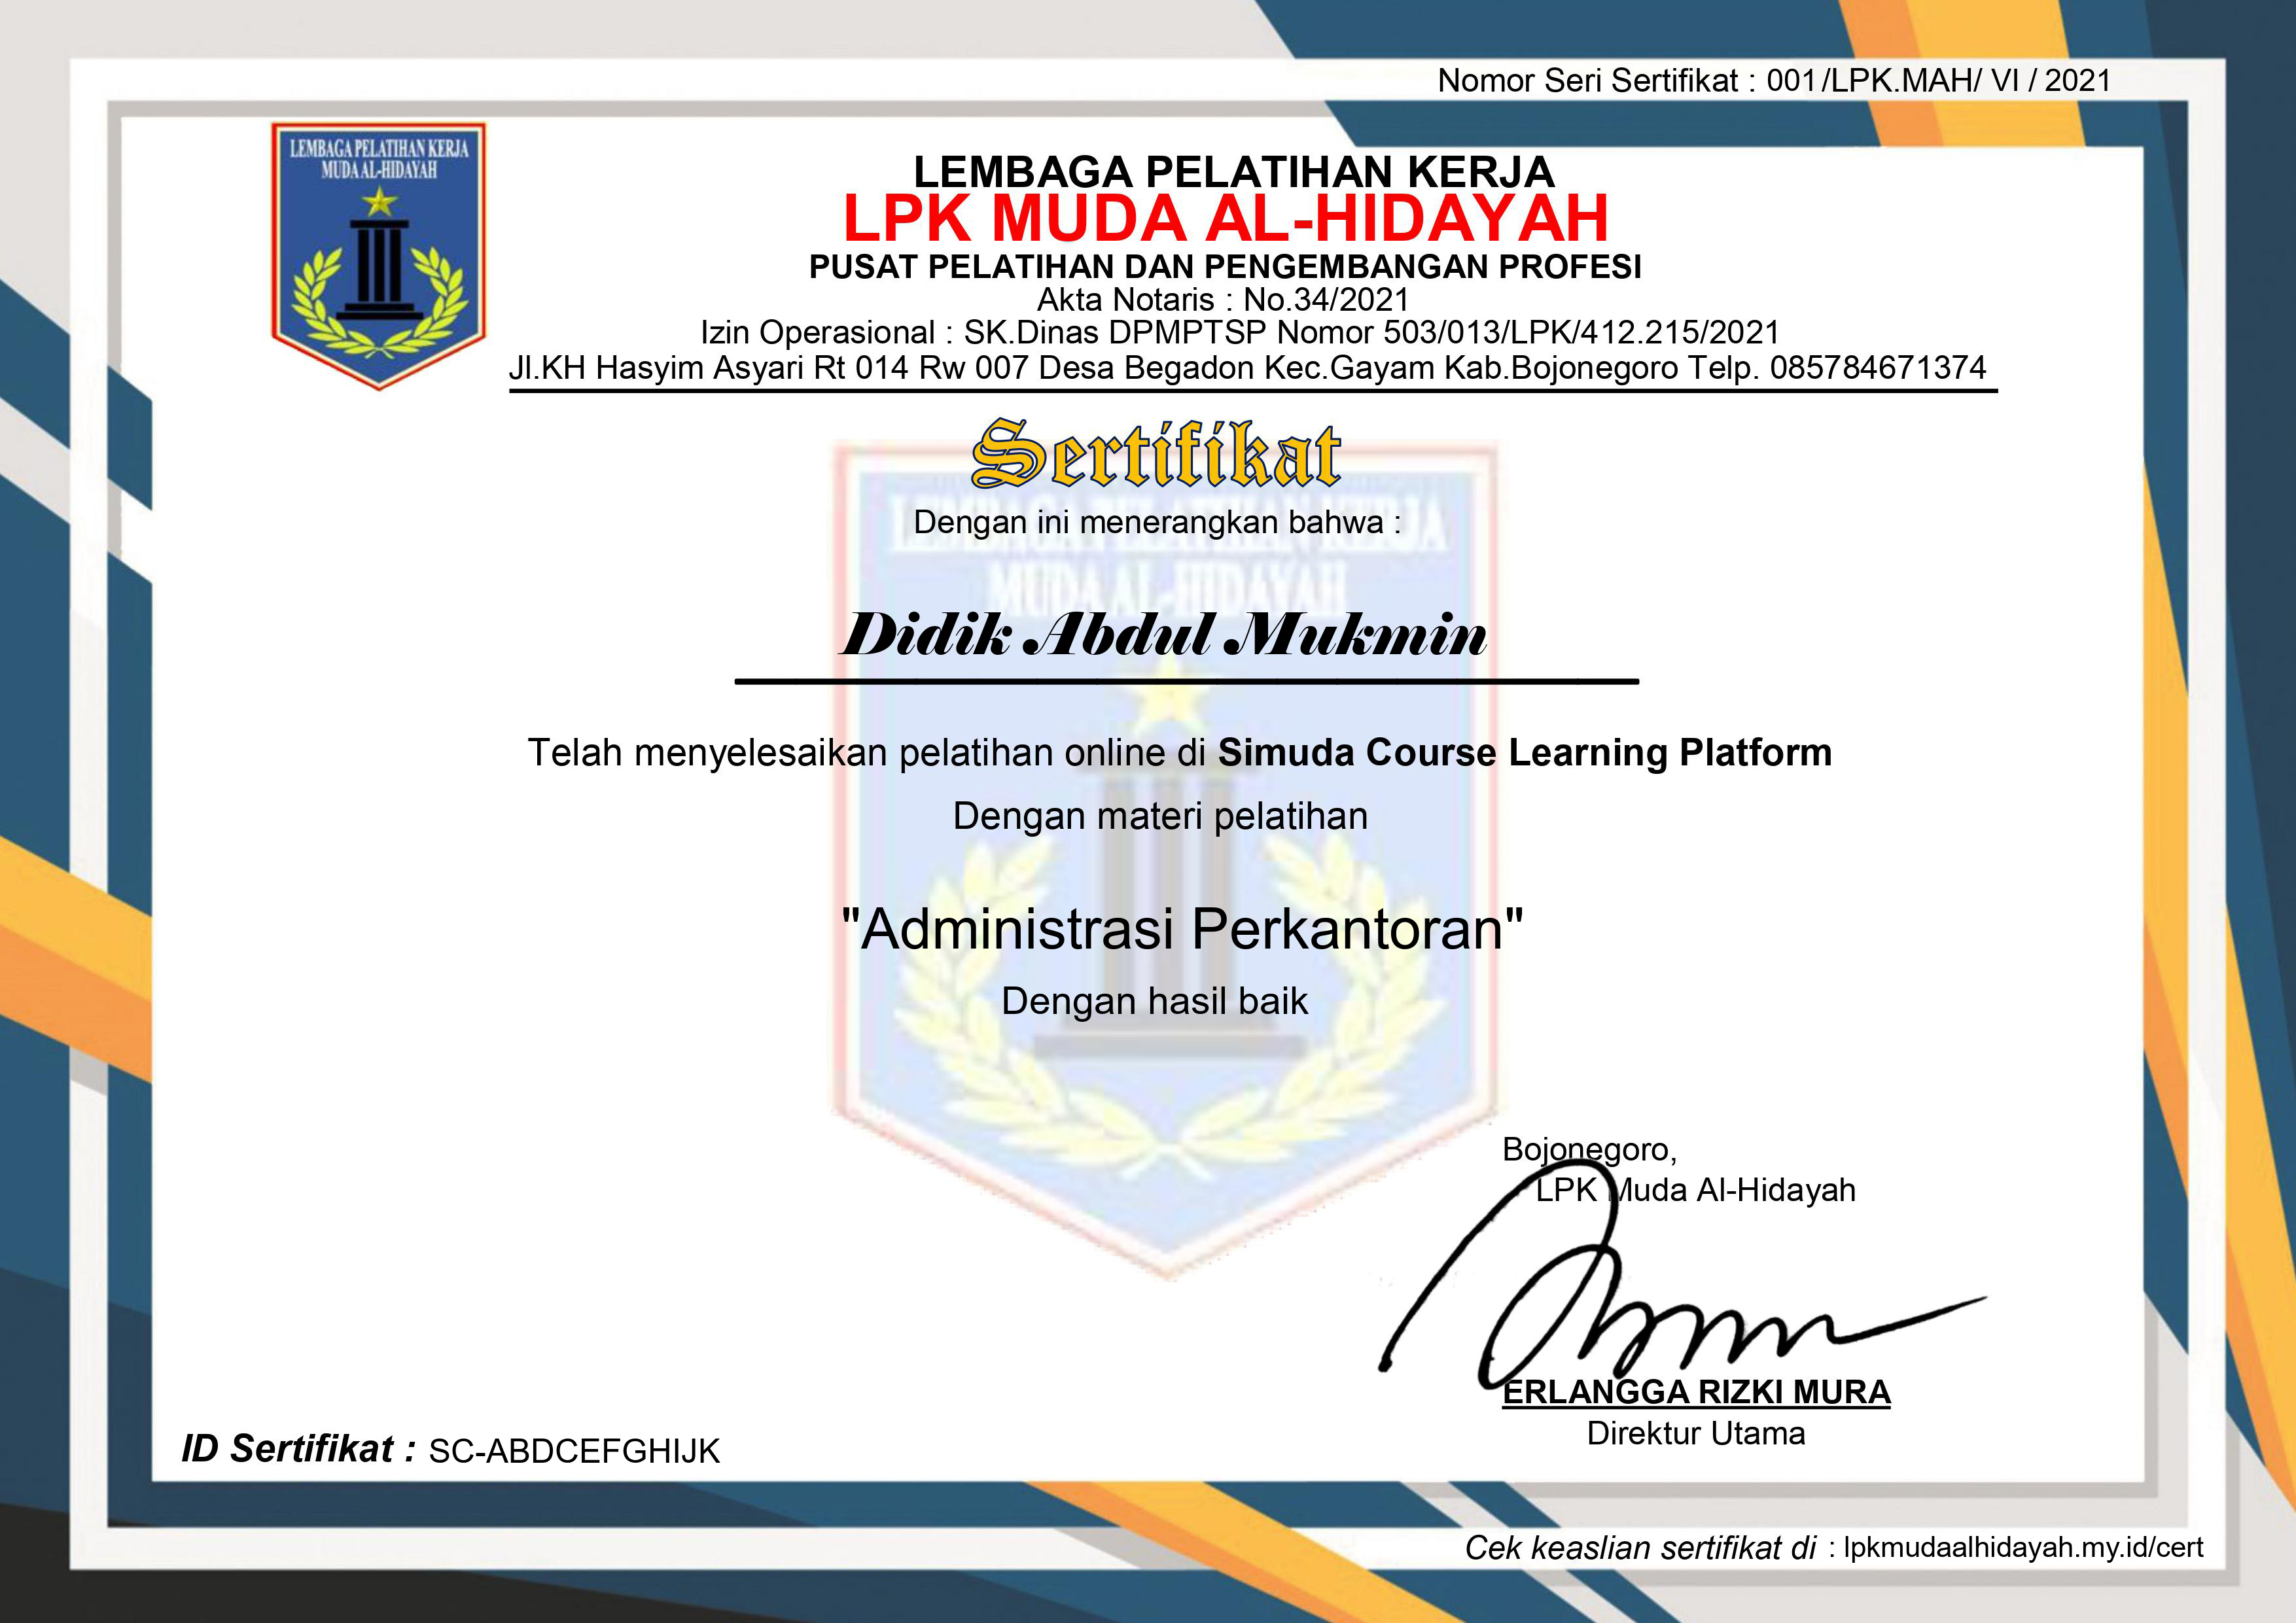 Nomor Seri Sertifikat : 001/LPK.MAH/ VI / 2021
LEMBAGA PELATIHAN KERJA
MUDA AL-HIDAYAH
LEMBAGA PELATIHAN KERJA
LPK MUDA AL-HIDAYAH
PUSAT PELATIHAN DAN PENGEMBANGAN PROFESI
Akta Notaris : No.34/2021
Izin Operasional : SK.Dinas DPMPTSP Nomor 503/013/LPK/412.215/2021
Jl.KH Hasyim Asyari Rt 014 Rw 007 Desa Begadon Kec.Gayam Kab.Bojonegoro Telp. 085784671374
Sertifikat
LEMBAGA PELATIHAN KERJA
Dengan ini menerangkan bahwa :
MUDA AL-HIDAYAH
Didik Abdul Mukmin
Telah menyelesaikan pelatihan online di Simuda Course Learning Platform
Dengan materi pelatihan
"Administrasi Perkantoran"
Dengan hasil baik
Bojonegoro,
LPK Muda Al-Hidayah
ERLANGGA RIZKI MURA
Direktur Utama
ID Sertifikat : SC-ABDCEFGHIJK
Cek keaslian sertifikat di : lpkmudaalhidayah.my.id/cert